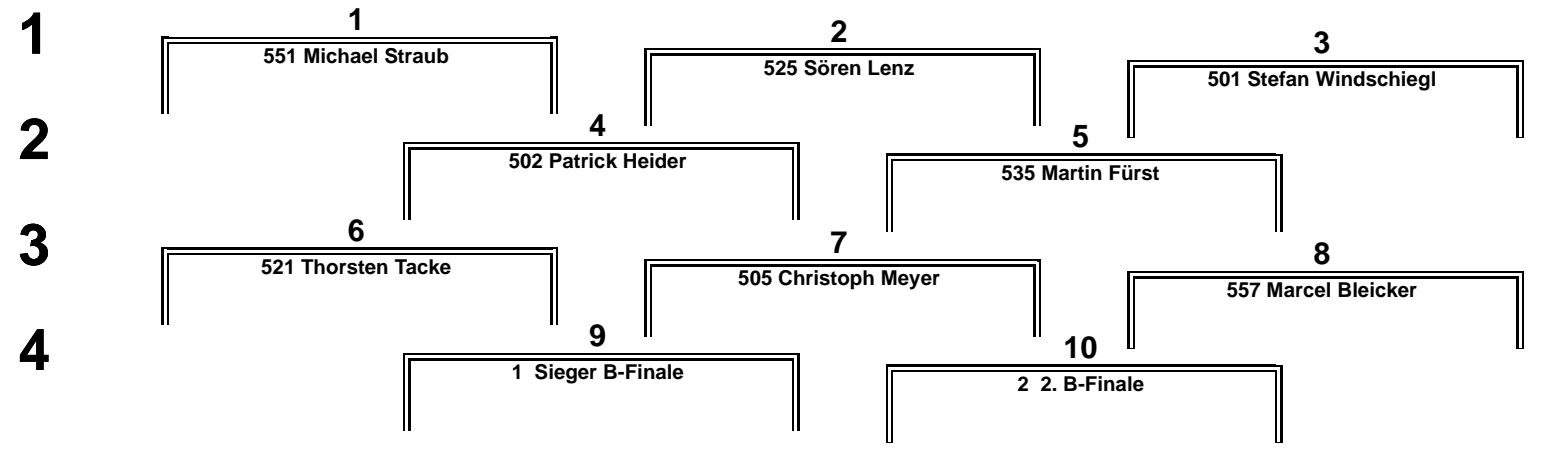 1
1
551 Michael Straub
2
525 Sören Lenz
3
501 Stefan Windschiegl
2
4
502 Patrick Heider
5
535 Martin Fürst
3
6
521 Thorsten Tacke
7
505 Christoph Meyer
8
557 Marcel Bleicker
4
9
1 Sieger B-Finale
10
2 2. B-Finale